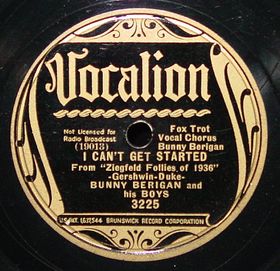 Vocalion
Not Licensed for
Radio Broadcast
(19013)
Fox Trot
Vocal Chorus
Bunny Berigan
I CAN'T GET STARTED
From "Ziegfeld Follies of 1936"
-Gershwin-Duke-
BUNNY BERIGAN and
his BOYS
3225
BRUNSWICK RECORD CORPORATION